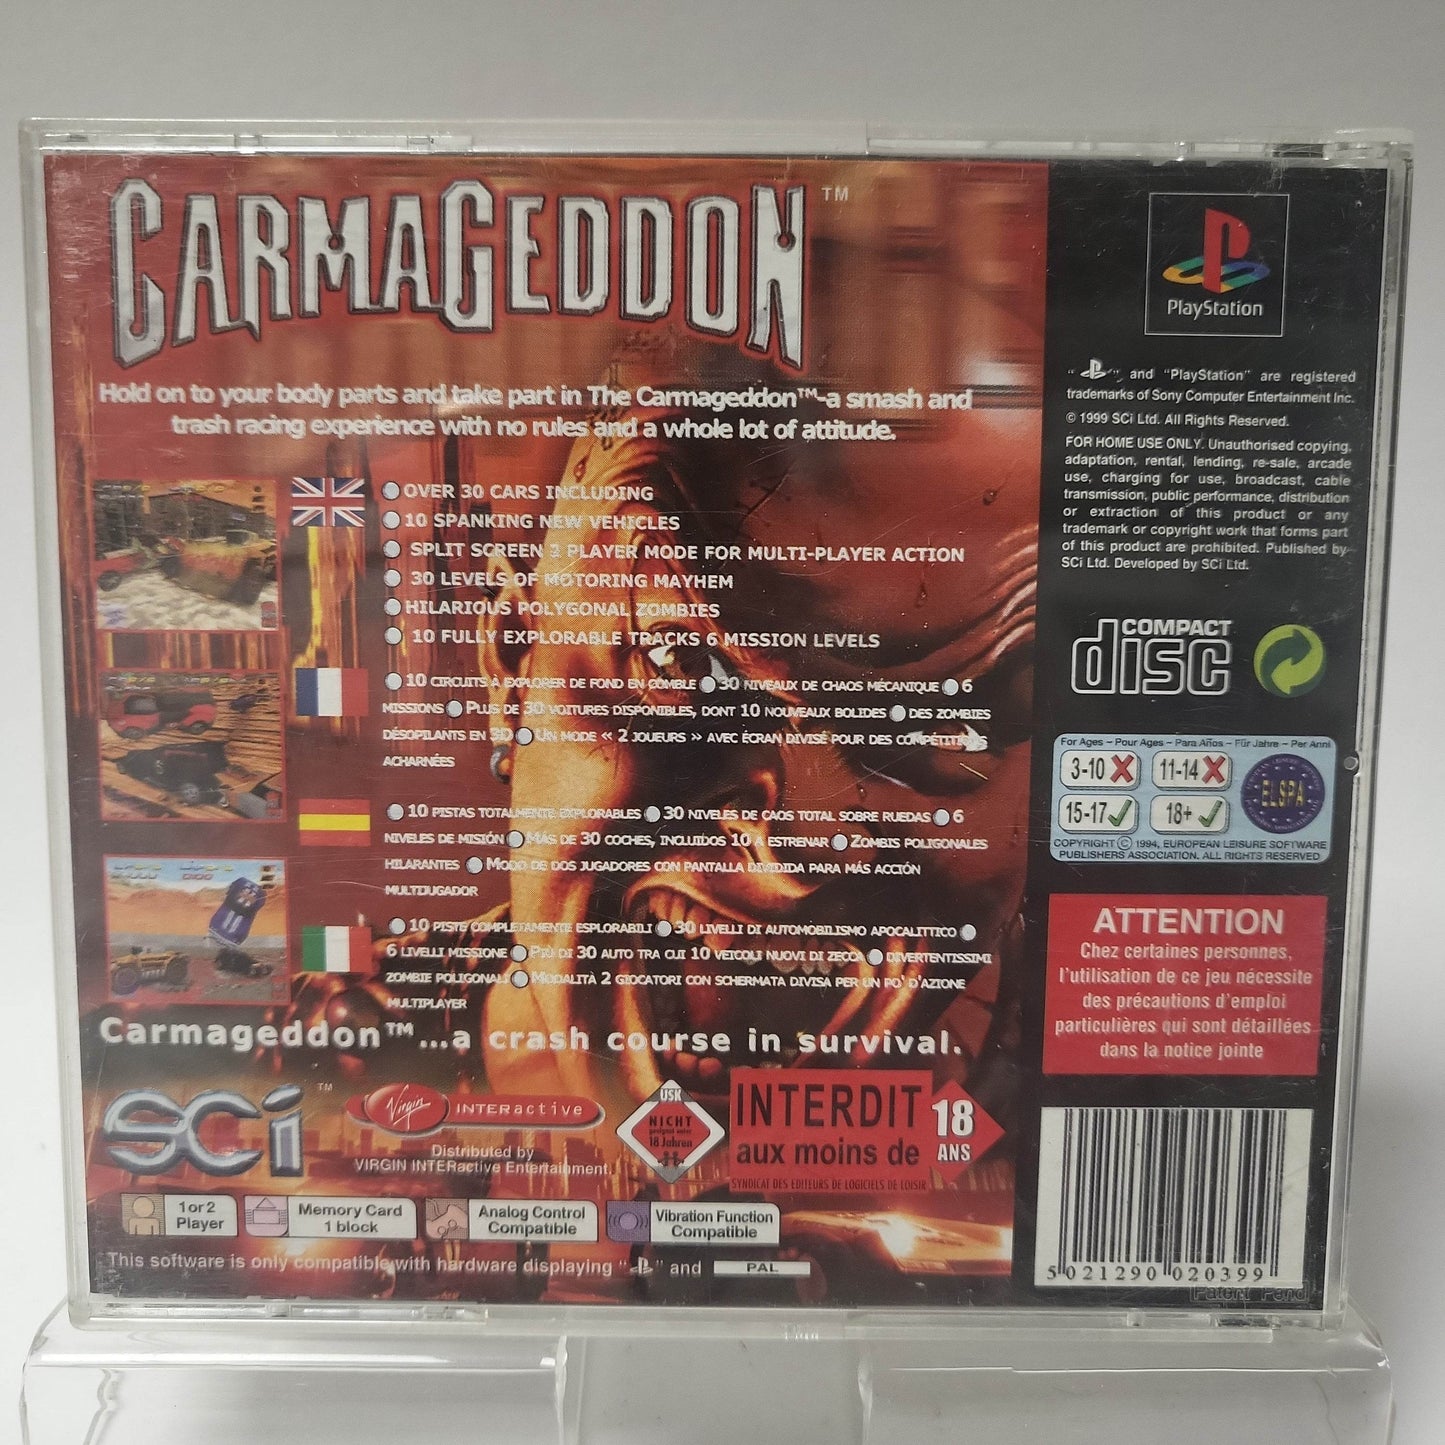 CARMAGEDDON™
Hold on to your body parts and take part in The Carmageddon™-a smash and
trash racing experience with no rules and a whole lot of attitude.
OVER 30 CARS INCLUDING
10 SPANKING NEW VEHICLES
SPLIT SCREEN 2 PLAYER MODE FOR MULTI-PLAYER ACTION
30 LEVELS OF MOTORING MAYHEM
HILARIOUS POLYGONAL ZOMBIES
10 FULLY EXPLORABLE TRACKS 6 MISSION LEVELS
10 CIRCUITS À EXPLORER DE FOND EN COMBLE 30 NIVEAUX DE CHAOS MÉCANIQUE 6
MISSIONS PLUS DE 30 VOITURES DISPONIBLES, DONT 10 NOUVEAUX BOLIDES DES ZOMBIES
DÉSOPILANTS EN 3D UN MODE « 2 JOUEURS » AVEC ÉCRAN DIVISÉ POUR DES COMPÉTITIONS
ACHARNÉES
10 PISTAS TOTALMENTE EXPLORABLES 30 NIVELES DE CAOS TOTAL SOBRE RUEDAS 6
NIVELES DE MISIÓN MÁS DE 30 COCHES, INCLUIDOS 10 A ESTRENAR ZOMBIS POLIGONALES
HILARANTES MODO DE DOS JUGADORES CON PANTALLA DIVIDIDA PARA MÁS ACCIÓN
MULTIJUGADOR
10 PISTE COMPLETAMENTE ESPLORABILI 30 LIVELLI DI AUTOMOBILISMO APOCALITTICO
6 LIVELLI MISSIONE PIÙ DI 30 AUTO TRA CUI 10 VEICOLI NUOVI DI ZECCA DIVERTENTISSIMI
ZOMBIE POLIGONALI MODALITÀ 2 GIOCATORI CON SCHERMATA DIVISA PER UN PO' D'AZIONE
MULTIPLAYER
Carmageddon™...a crash course in survival.
SCi™
Virgin INTERactive
Distributed by
VIRGIN INTERactive Entertainment.
USK
NICHT
geeignet unter
18 Jahren
INTERDIT
aux moins de
18
ANS
SYNDICAT DES EDITEURS DE LOGICIELS DE LOISIR
1 or 2
Player
Memory Card
1 block
Analog Control
Compatible
Vibration Function
Compatible
This software is only compatible with hardware displaying " " and PAL
PlayStation
" " and "PlayStation" are registered
trademarks of Sony Computer Entertainment Inc.
© 1999 SCi Ltd. All Rights Reserved.
FOR HOME USE ONLY. Unauthorised copying,
adaptation, rental, lending, re-sale, arcade
use, charging for use, broadcast, cable
transmission, public performance, distribution
or extraction of this product or any
trademark or copyright work that forms part
of this product are prohibited. Published by
SCi Ltd. Developed by SCi Ltd.
COMPACT
disc
For Ages - Pour Ages - Para Años - Für Jahre - Per Anni
3-10 11-14
15-17 18+
ELSPA
COPYRIGHT © 1994, EUROPEAN LEISURE SOFTWARE
PUBLISHERS ASSOCIATION. ALL RIGHTS RESERVED
ATTENTION
Chez certaines personnes,
l'utilisation de ce jeu nécessite
des précautions d'emploi
particulières qui sont détaillées
dans la notice jointe
5 021290 020399
Patent Pend